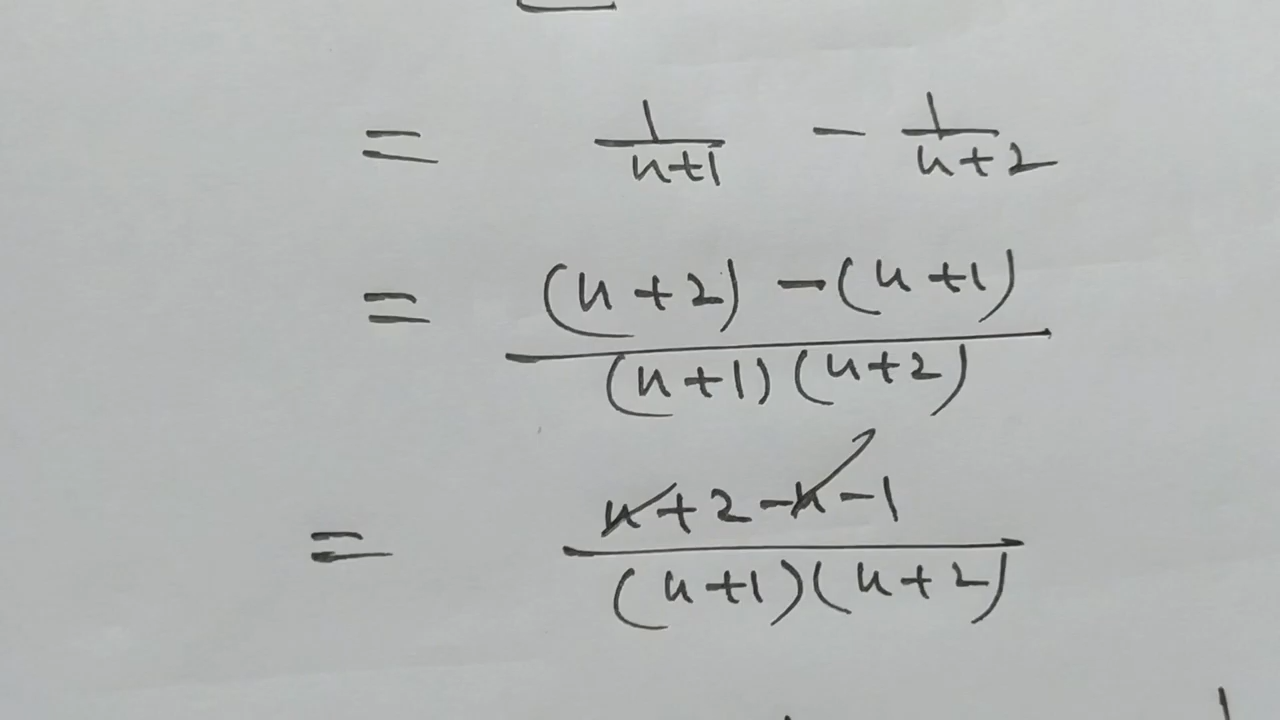 = 1/(n+1) - 1/(n+2)
= ((n+2) - (n+1))/((n+1)(n+2))
= (n+2-n-1)/((n+1)(n+2))